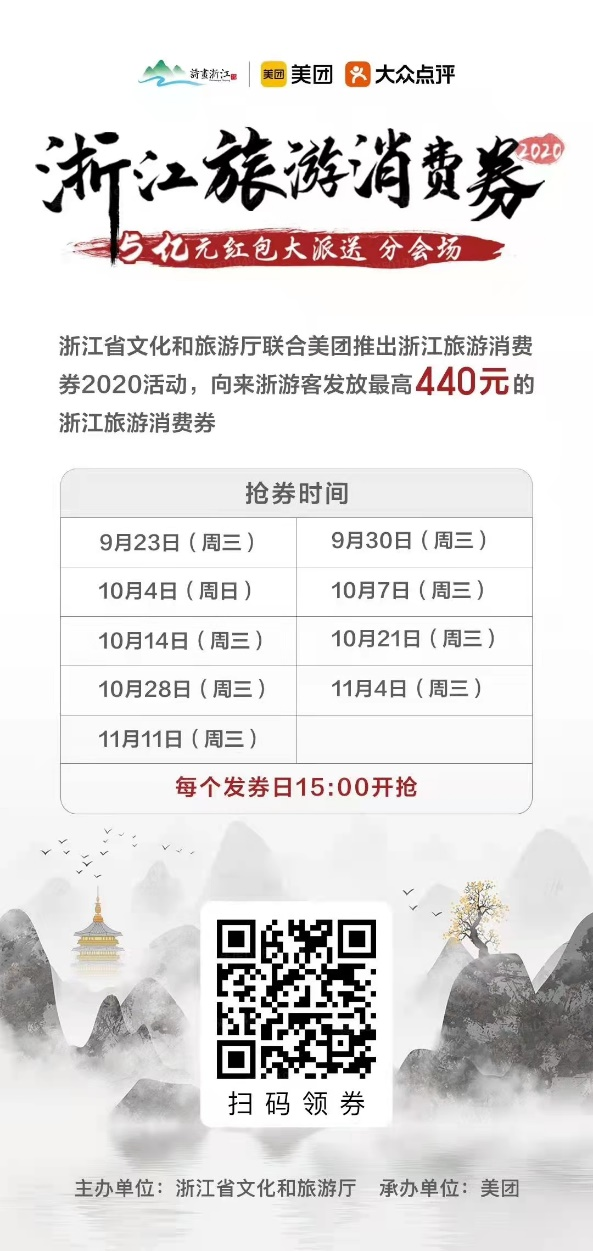 詩畫浙江 美团 美团 大众点评
浙江旅游消费券 2020
5亿元红包大派送 分会场
浙江省文化和旅游厅联合美团推出浙江旅游消费
券2020活动，向来浙游客发放最高440元的
浙江旅游消费券
抢券时间
9月23日（周三） 9月30日（周三）
10月4日（周日） 10月7日（周三）
10月14日（周三） 10月21日（周三）
10月28日（周三） 11月4日（周三）
11月11日（周三）
每个发券日15:00开抢
扫码领券
主办单位：浙江省文化和旅游厅 承办单位：美团